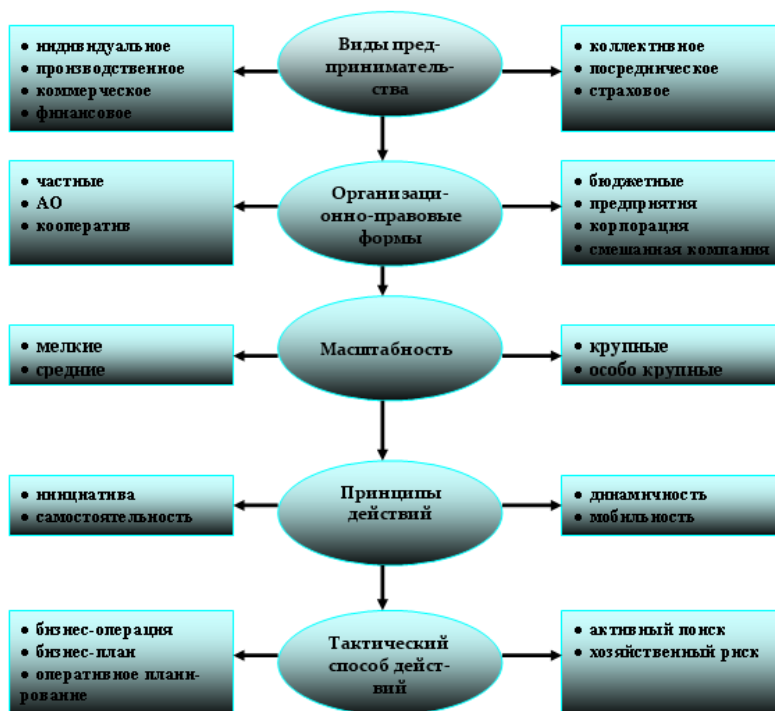 • индивидуальное
• производственное
• коммерческое
• финансовое
Виды пред-
принимательь-
ства
• коллективное
• посредническое
• страховое
• частные
• АО
• кооператив
Организаци-
онно-правовые
формы
• бюджетные
• предприятия
• корпорация
• смешанная компания
• мелкие
• средние
Масштабность
• крупные
• особо крупные
• инициатива
• самостоятельность
Принципы
действий
• динамичность
• мобильность
• бизнес-операция
• бизнес-план
• оперативное плани-
рование
Тактический
способ дейст-
вий
• активный поиск
• хозяйственный риск